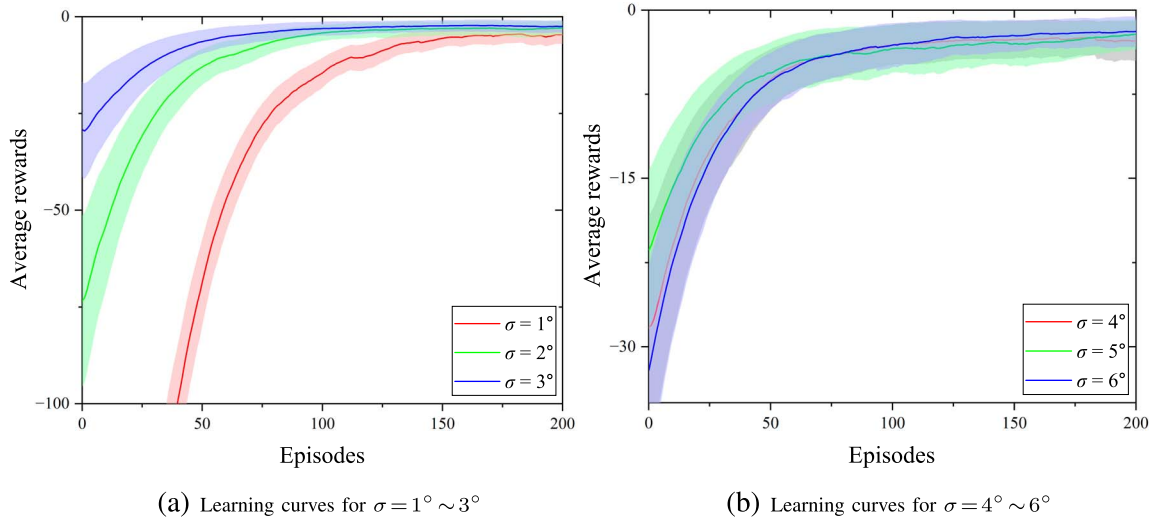 0
−50
−100
Average rewards
0
50
100
150
200
Episodes
σ = 1°
σ = 2°
σ = 3°
(a) Learning curves for σ = 1° ∼ 3°
0
−15
−30
Average rewards
0
50
100
150
200
Episodes
σ = 4°
σ = 5°
σ = 6°
(b) Learning curves for σ = 4° ∼ 6°